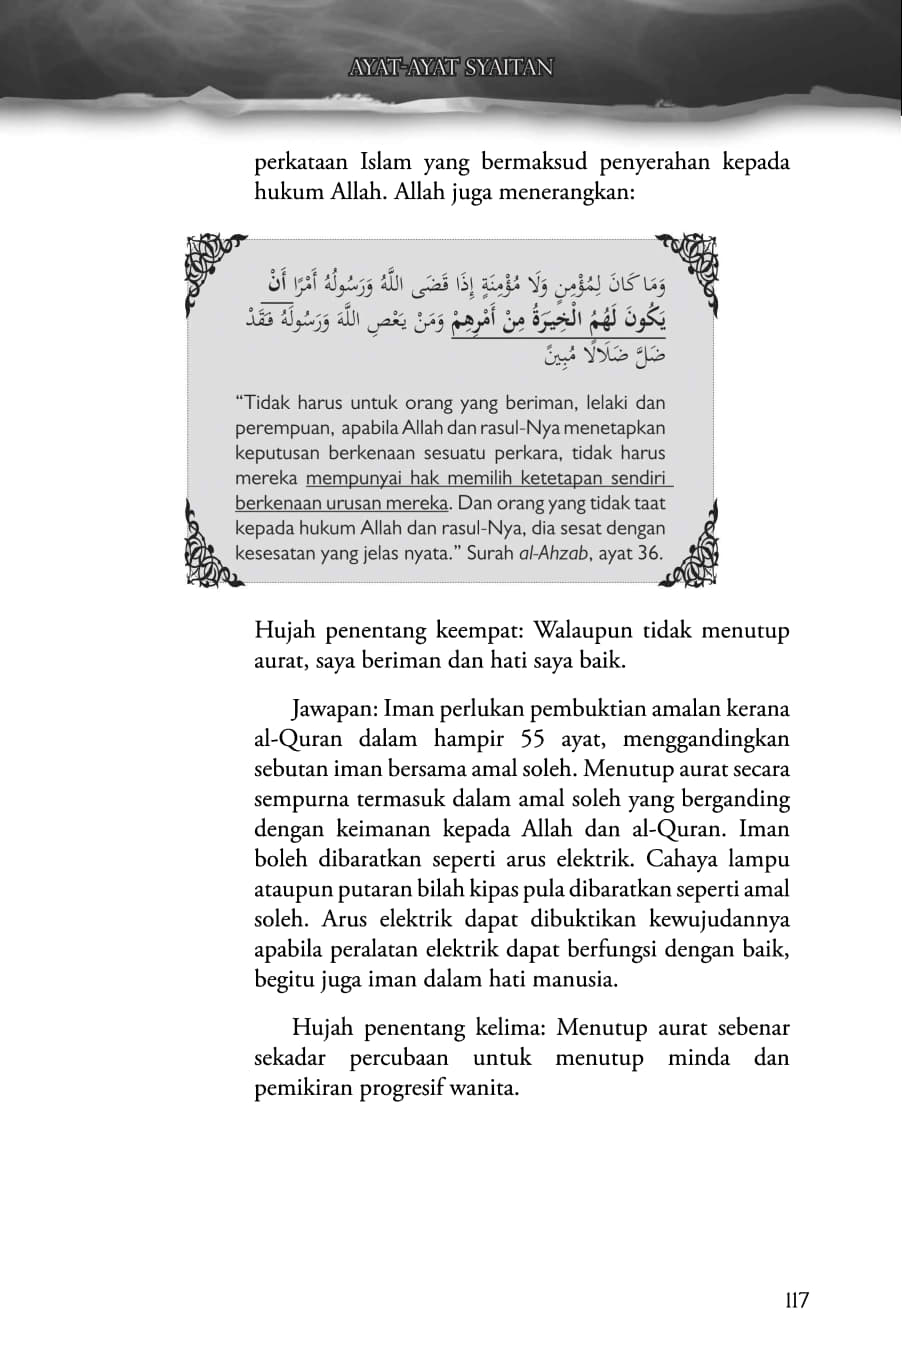 AYAT-AYAT SYAITAN
perkataan Islam yang bermaksud penyerahan kepada
hukum Allah. Allah juga menerangkan:
وَمَا كَانَ لِمُؤْمِنٍ وَلَا مُؤْمِنَةٍ إِذَا قَضَى اللَّهُ وَرَسُولُهُ أَمْرًا أَنْ
يَكُونَ لَهُمُ الْخِيَرَةُ مِنْ أَمْرِهِمْ وَمَنْ يَعْصِ اللَّهَ وَرَسُولَهُ فَقَدْ
ضَلَّ ضَلَالًا مُبِينً
“Tidak harus untuk orang yang beriman, lelaki dan
perempuan, apabila Allah dan rasul-Nya menetapkan
keputusan berkenaan sesuatu perkara, tidak harus
mereka mempunyai hak memilih ketetapan sendiri
berkenaan urusan mereka. Dan orang yang tidak taat
kepada hukum Allah dan rasul-Nya, dia sesat dengan
kesesatan yang jelas nyata.” Surah al-Ahzab, ayat 36.
Hujah penentang keempat: Walaupun tidak menutup
aurat, saya beriman dan hati saya baik.
Jawapan: Iman perlukan pembuktian amalan kerana
al-Quran dalam hampir 55 ayat, menggandingkan
sebutan iman bersama amal soleh. Menutup aurat secara
sempurna termasuk dalam amal soleh yang berganding
dengan keimanan kepada Allah dan al-Quran. Iman
boleh dibaratkan seperti arus elektrik. Cahaya lampu
ataupun putaran bilah kipas pula dibaratkan seperti amal
soleh. Arus elektrik dapat dibuktikan kewujudannya
apabila peralatan elektrik dapat berfungsi dengan baik,
begitu juga iman dalam hati manusia.
Hujah penentang kelima: Menutup aurat sebenar
sekadar percubaan untuk menutup minda dan
pemikiran progresif wanita.
117